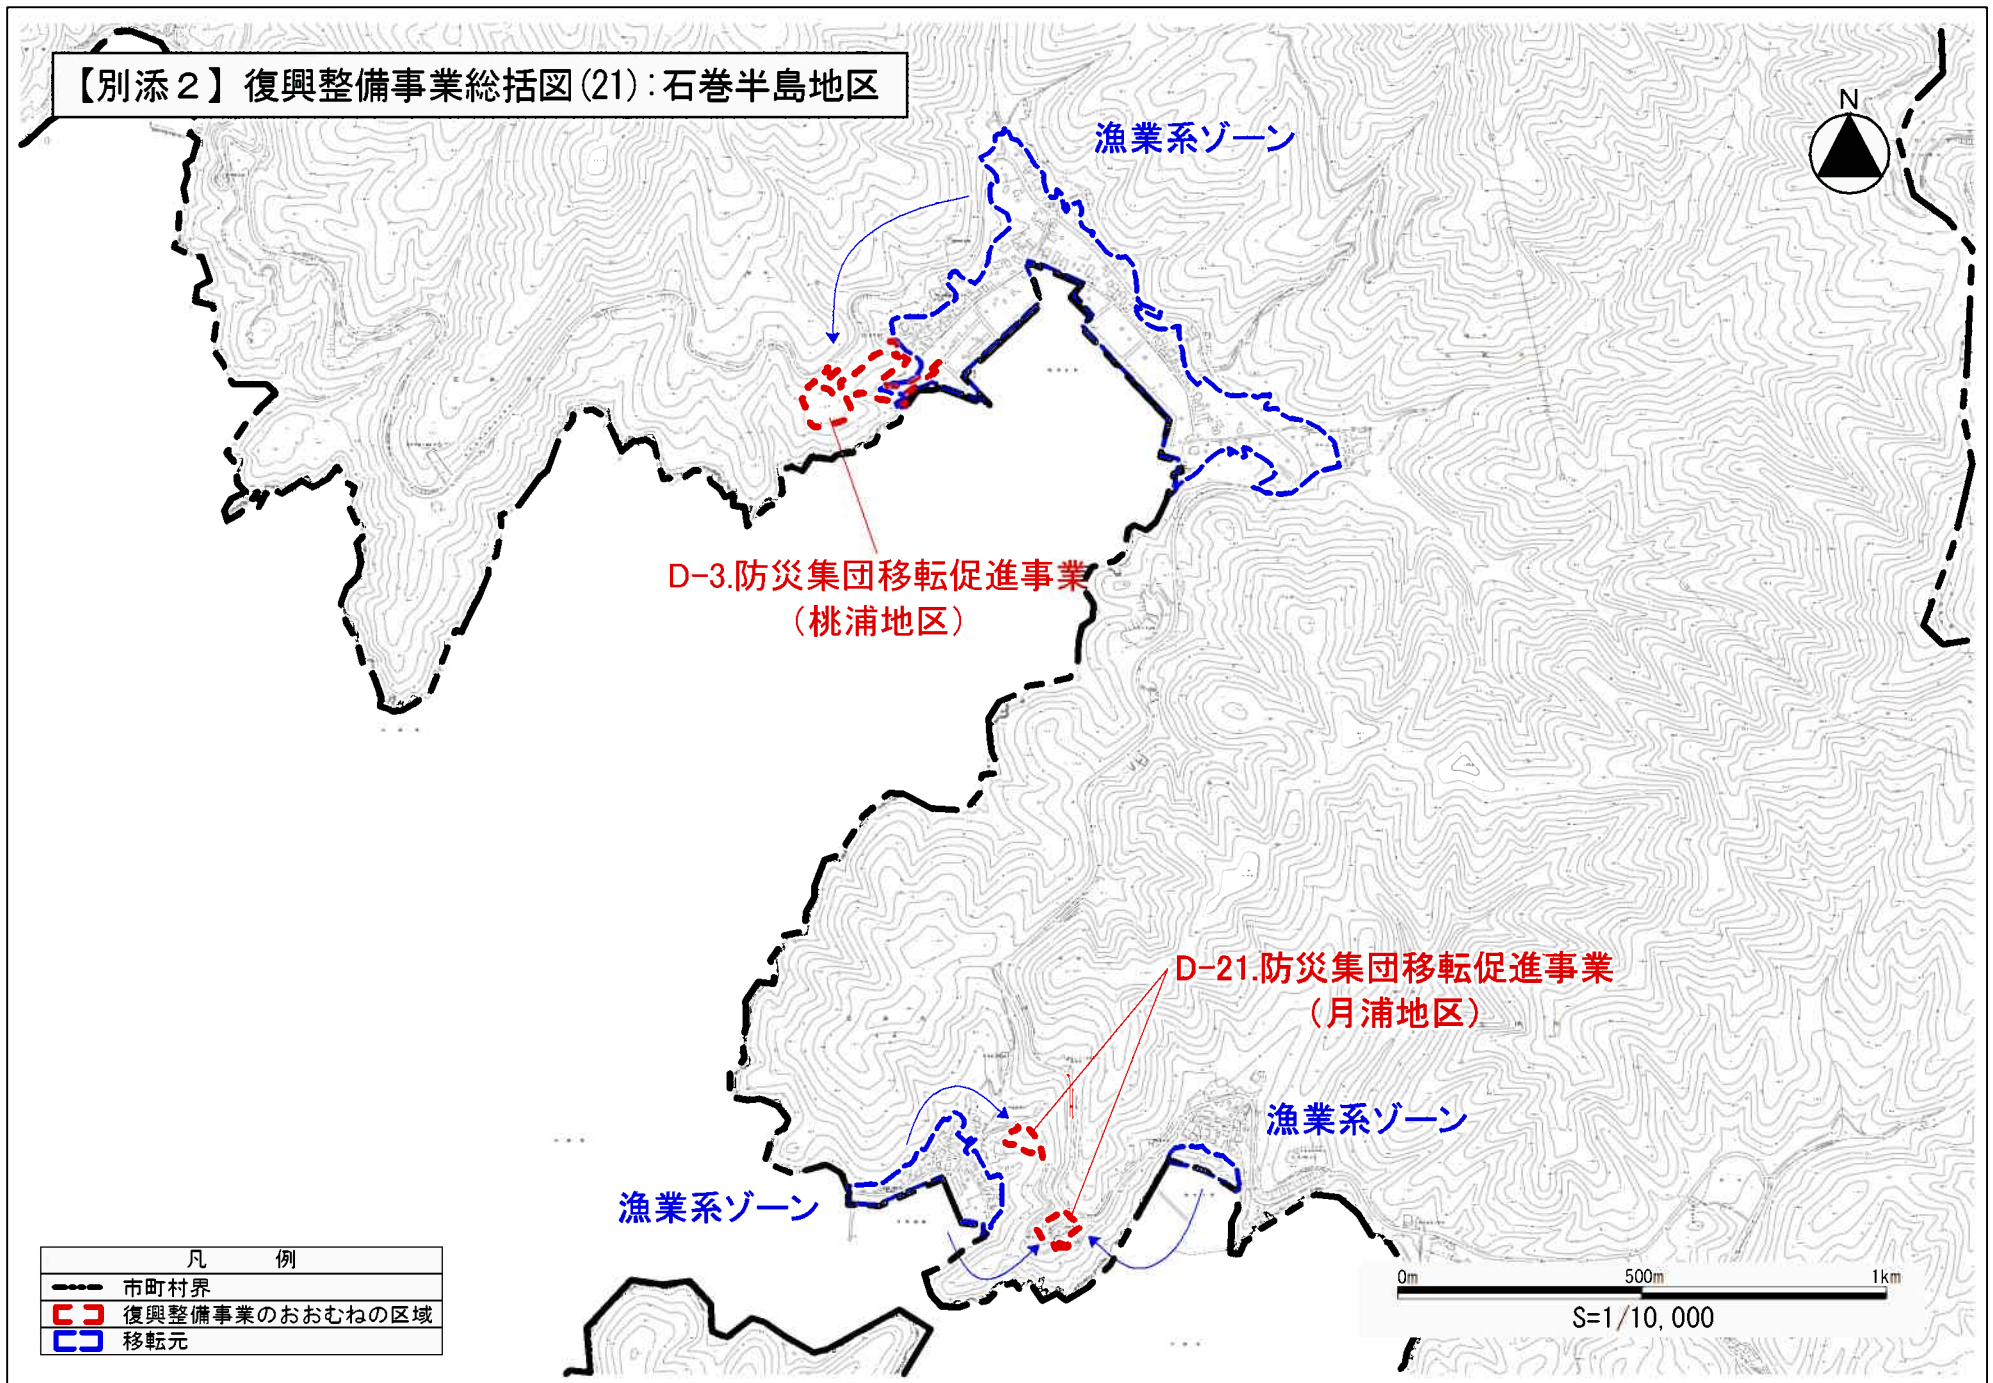 【別添２】復興整備事業総括図(21):石巻半島地区
N
漁業系ゾーン
D-3.防災集団移転促進事業
(桃浦地区)
D-21.防災集団移転促進事業
(月浦地区)
漁業系ゾーン
漁業系ゾーン
凡 例
市町村界
復興整備事業のおおむねの区域
移転元
0m 500m 1km
S=1/10,000